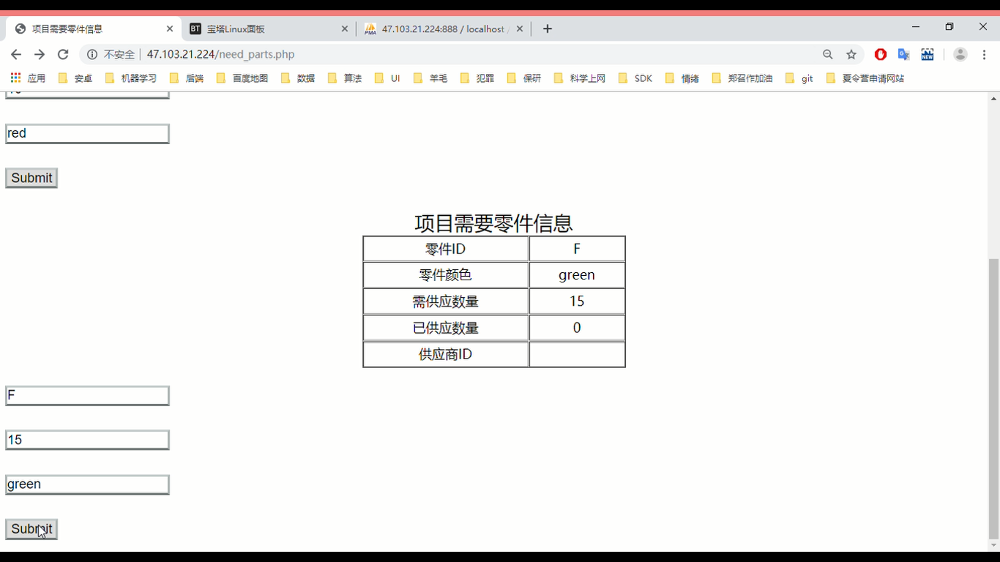 项目需要零件信息
宝塔Linux面板
47.103.21.224:888 / localhost
不安全 47.103.21.224/need_parts.php
应用 安卓 机器学习 后端 百度地图 数据 算法 UI 羊毛 犯罪 保研 科学上网 SDK 情绪 郑召作加油 git 夏令营申请网站
red
Submit
项目需要零件信息
零件ID F
零件颜色 green
需供应数量 15
已供应数量 0
供应商ID
F
15
green
Submit